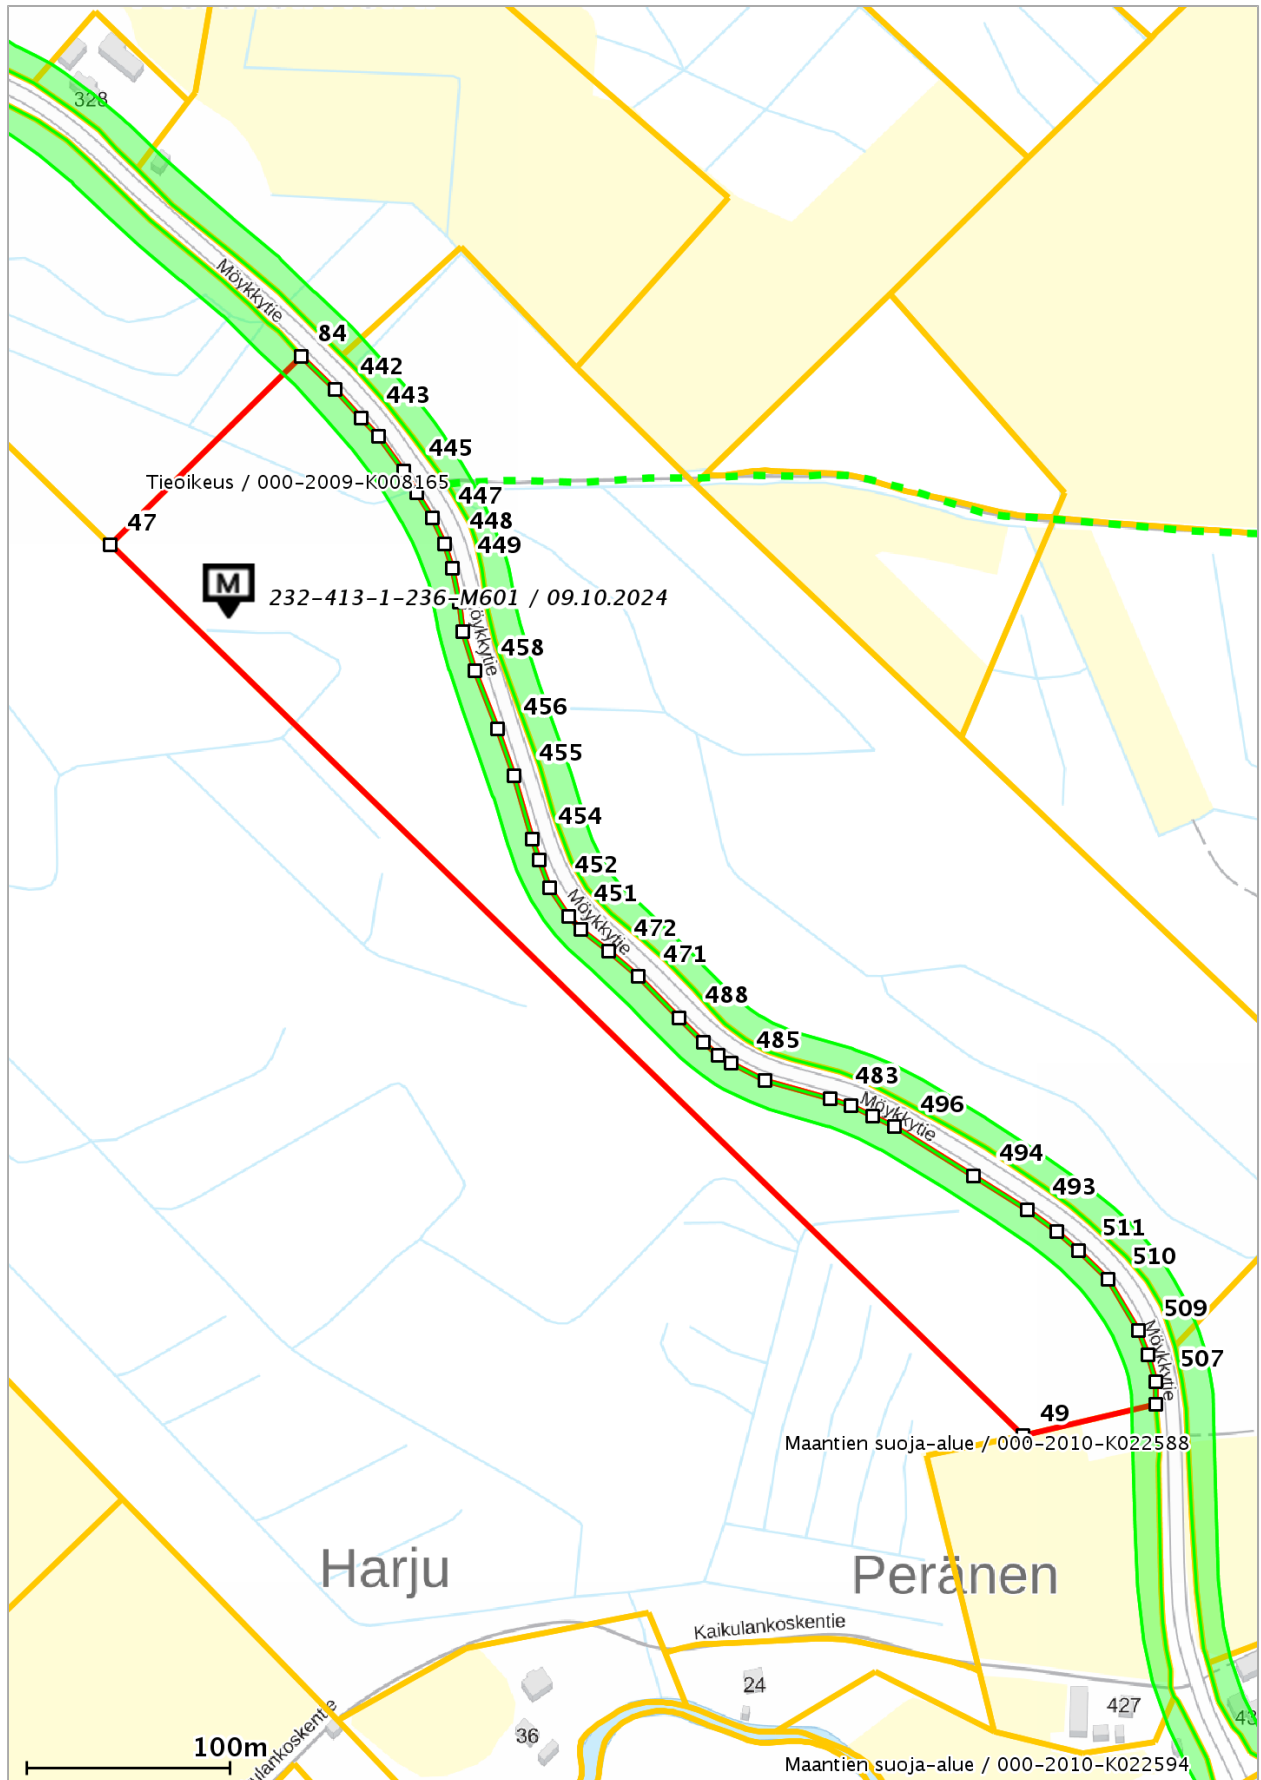 328
Möykkytie
84
442
443
445
Tieoikeus / 000-2009-K008165
447
47
448
449
M
232-413-1-236-M601 / 09.10.2024
Möykkytie
458
456
455
454
452
451
Möykkytie
472
471
488
485
483
Möykkytie
496
494
493
511
510
509
Möykkytie
507
49
Maantien suoja-alue / 000-2010-K022588
Harju
Peränen
Kaikulankoskentie
24
427
43
36
ulankoskentie
100m
Maantien suoja-alue / 000-2010-K022594